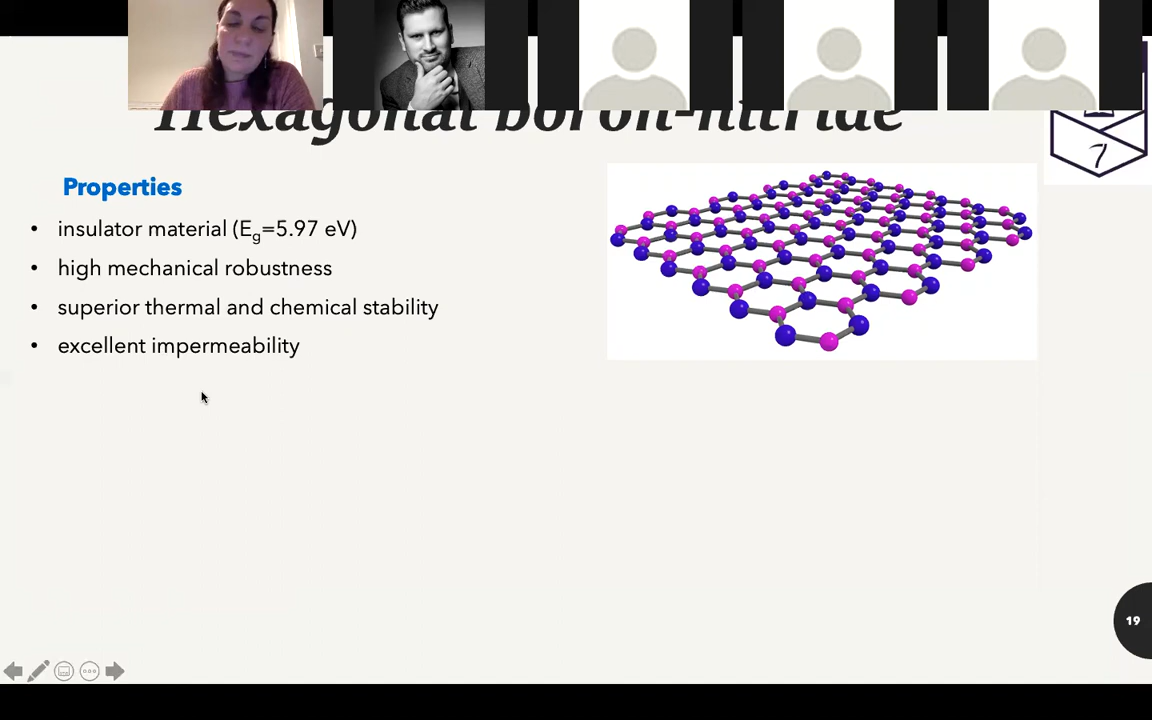 Hexagonal boron-nitride
7
Properties
• insulator material (Eg=5.97 eV)
• high mechanical robustness
• superior thermal and chemical stability
• excellent impermeability
19